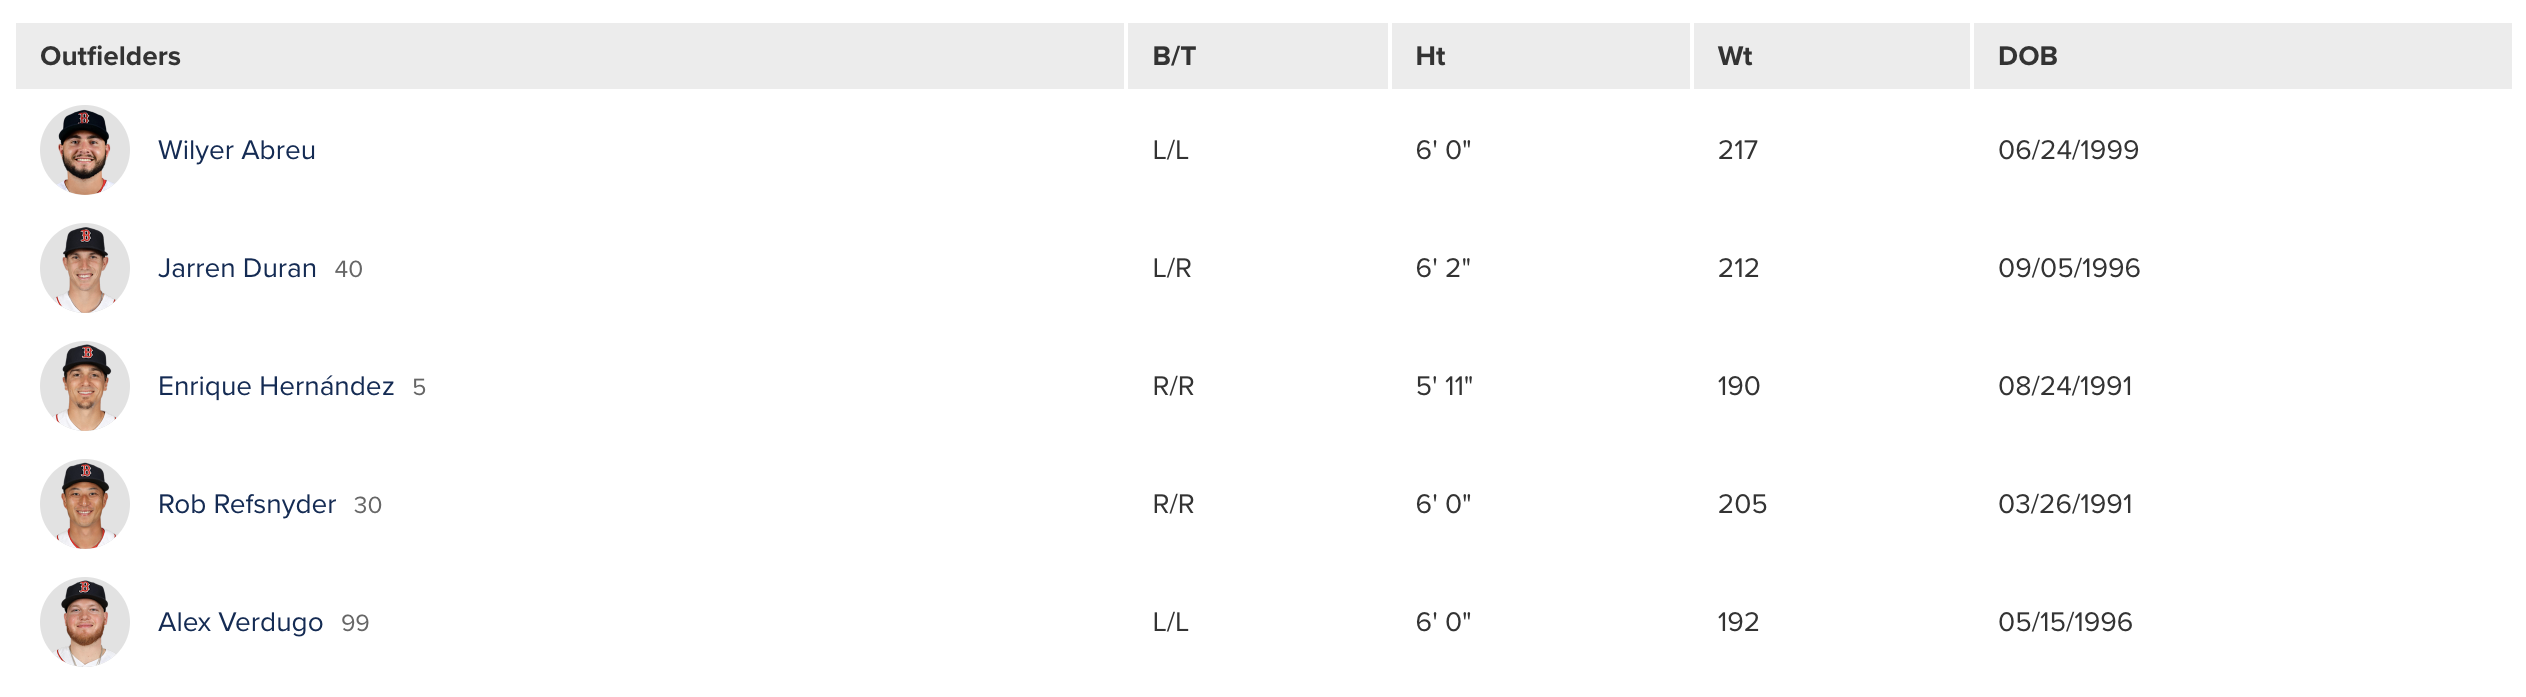 Outfielders B/T Ht Wt DOB
Wilyer Abreu L/L 6' 0" 217 06/24/1999
Jarren Duran 40 L/R 6' 2" 212 09/05/1996
Enrique Hernández 5 R/R 5' 11" 190 08/24/1991
Rob Refsnyder 30 R/R 6' 0" 205 03/26/1991
Alex Verdugo 99 L/L 6' 0" 192 05/15/1996